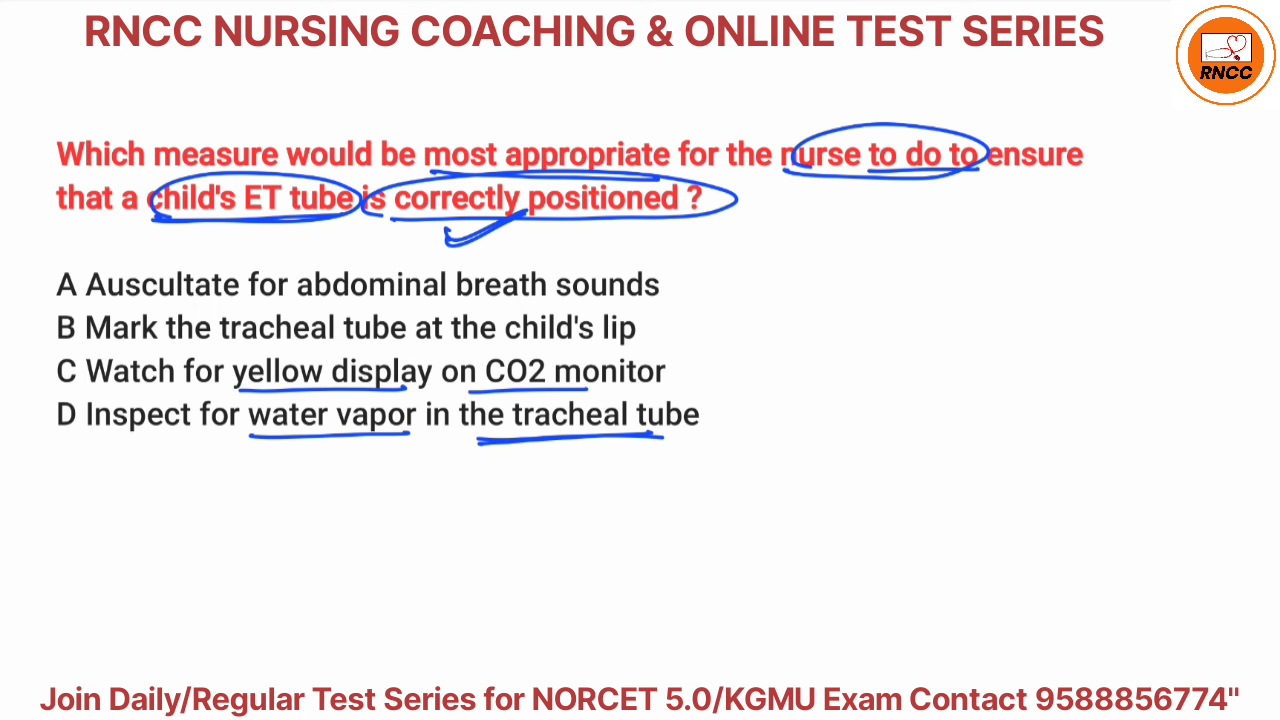 RNCC NURSING COACHING & ONLINE TEST SERIES
RNCC
Which measure would be most appropriate for the nurse to do to ensure
that a child's ET tube is correctly positioned ?
A Auscultate for abdominal breath sounds
B Mark the tracheal tube at the child's lip
C Watch for yellow display on CO2 monitor
D Inspect for water vapor in the tracheal tube
Join Daily/Regular Test Series for NORCET 5.0/KGMU Exam Contact 9588856774"